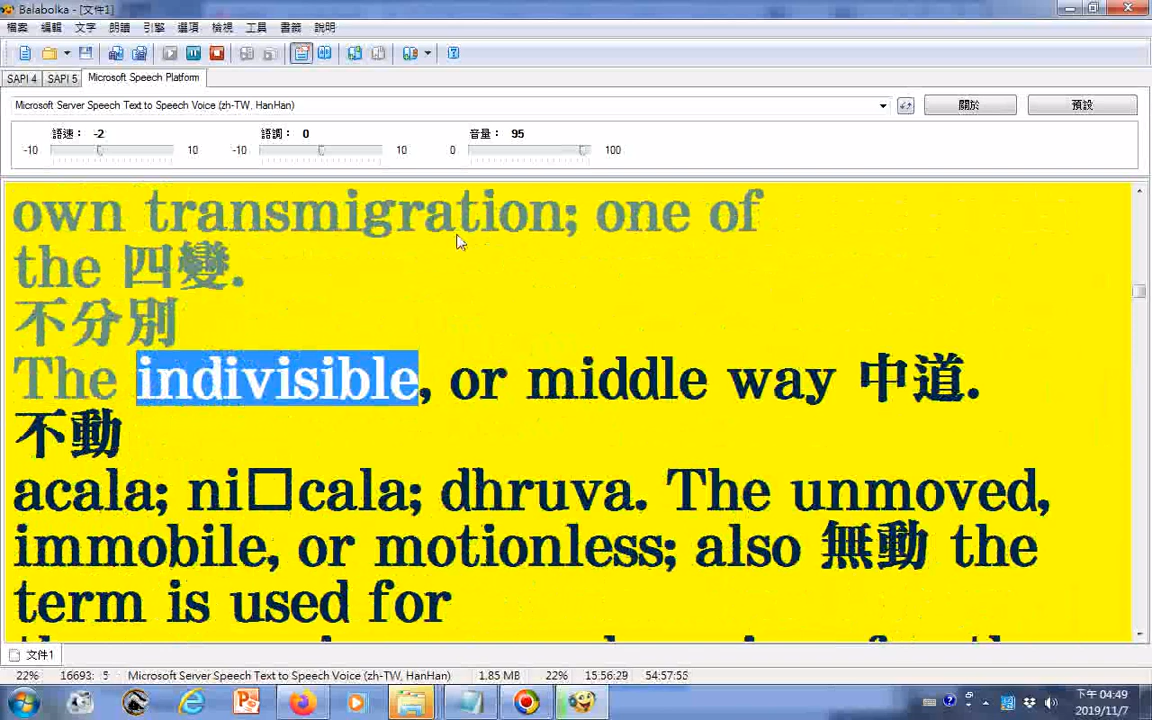 Balabolka - [文件1]
檔案 編輯 文字 朗讀 引擎 選項 檢視 工具 書籤 說明
SAPI 4 SAPI 5 Microsoft Speech Platform
Microsoft Server Speech Text to Speech Voice (zh-TW, HanHan)
關於 預設
語速： -2 語調： 0 音量： 95
-10 10 -10 10 0 100
own transmigration; one of
the 四變.
不分別
The indivisible, or middle way 中道.
不動
acala; ni□cala; dhruva. The unmoved,
immobile, or motionless; also 無動 the
term is used for
文件1
22% 16693: 5 Microsoft Server Speech Text to Speech Voice (zh-TW, HanHan) 1.85 MB 22% 15:56:29 54:57:55
下午 04:49
2019/11/7